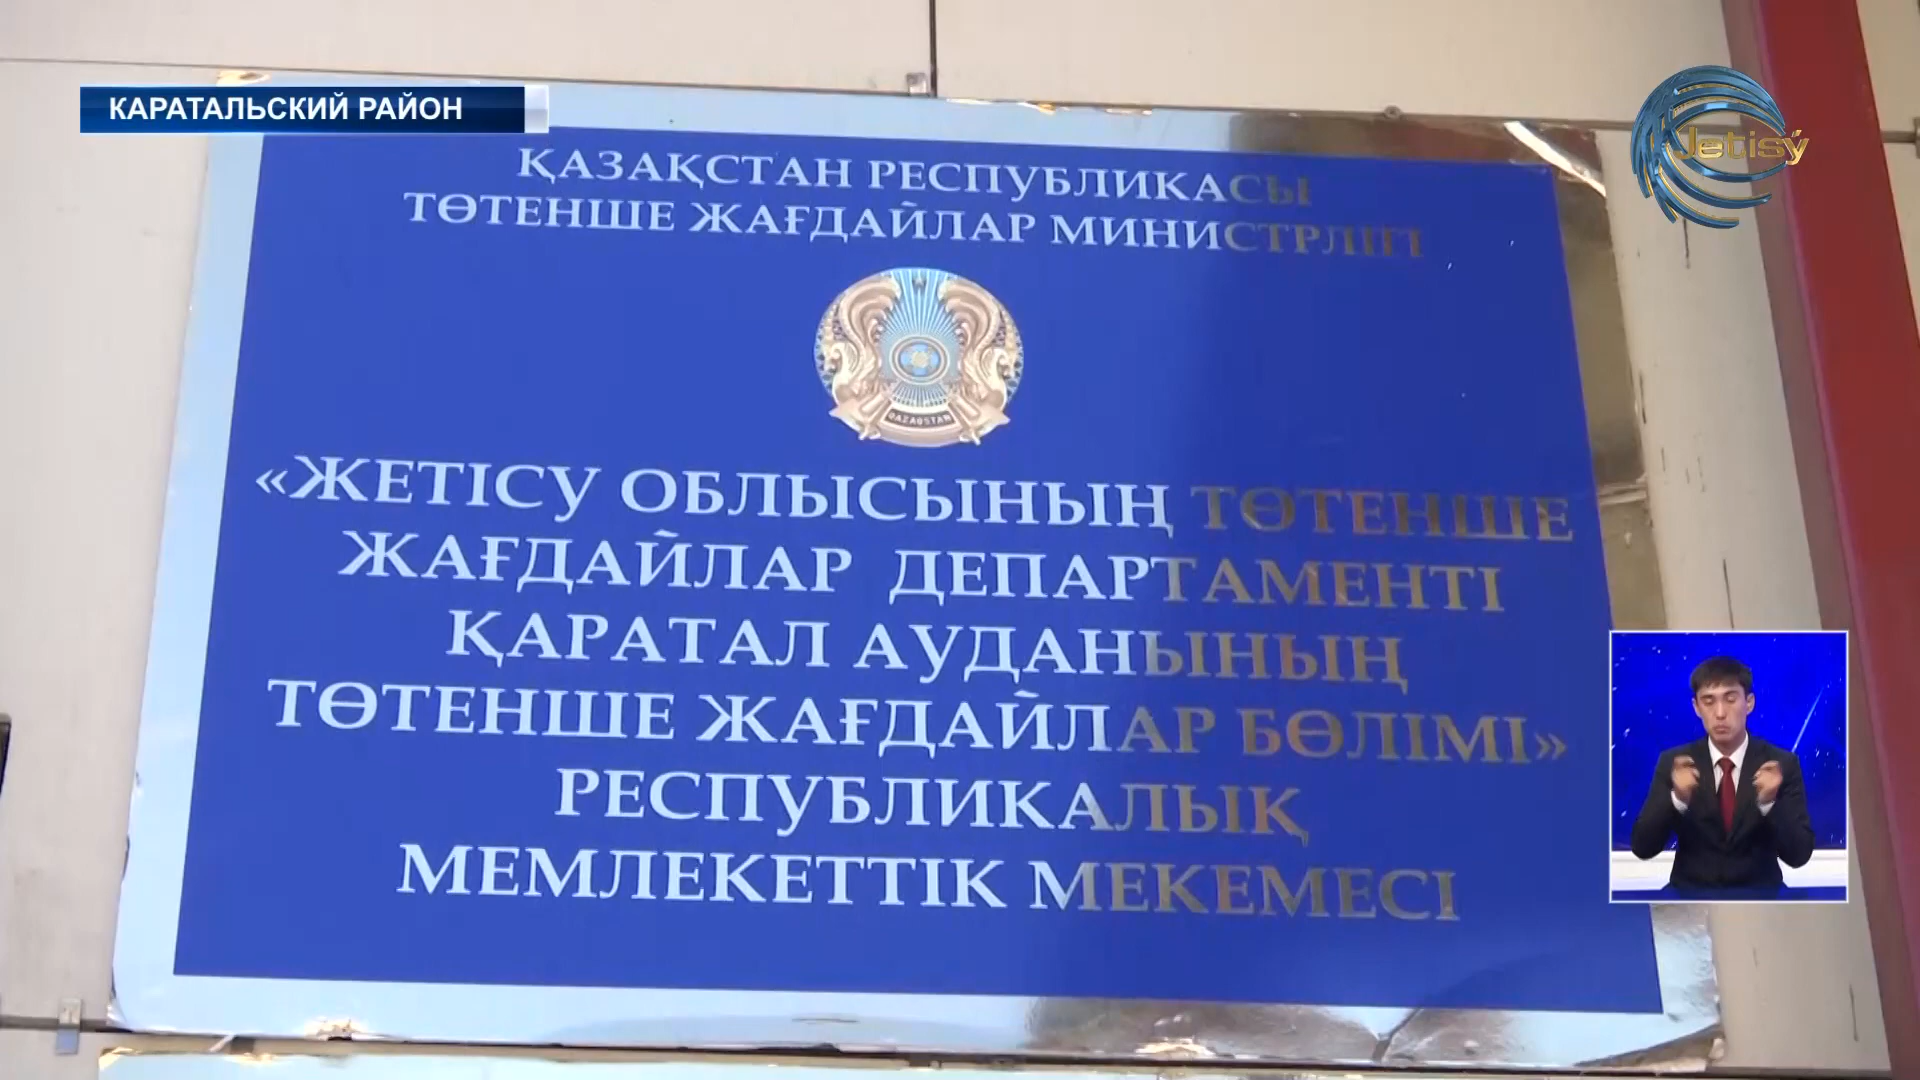 КАРАТАЛЬСКИЙ РАЙОН
Jetisý
ҚАЗАҚСТАН РЕСПУБЛИКАСЫ
ТӨТЕНШЕ ЖАҒДАЙЛАР МИНИСТРЛІГІ
QAZAQSTAN
«ЖЕТІСУ ОБЛЫСЫНЫҢ ТӨТЕНШЕ
ЖАҒДАЙЛАР ДЕПАРТАМЕНТІ
ҚАРАТАЛ АУДАНЫНЫҢ
ТӨТЕНШЕ ЖАҒДАЙЛАР БӨЛІМІ»
РЕСПУБЛИКАЛЫҚ
МЕМЛЕКЕТТІК МЕКЕМЕСІ